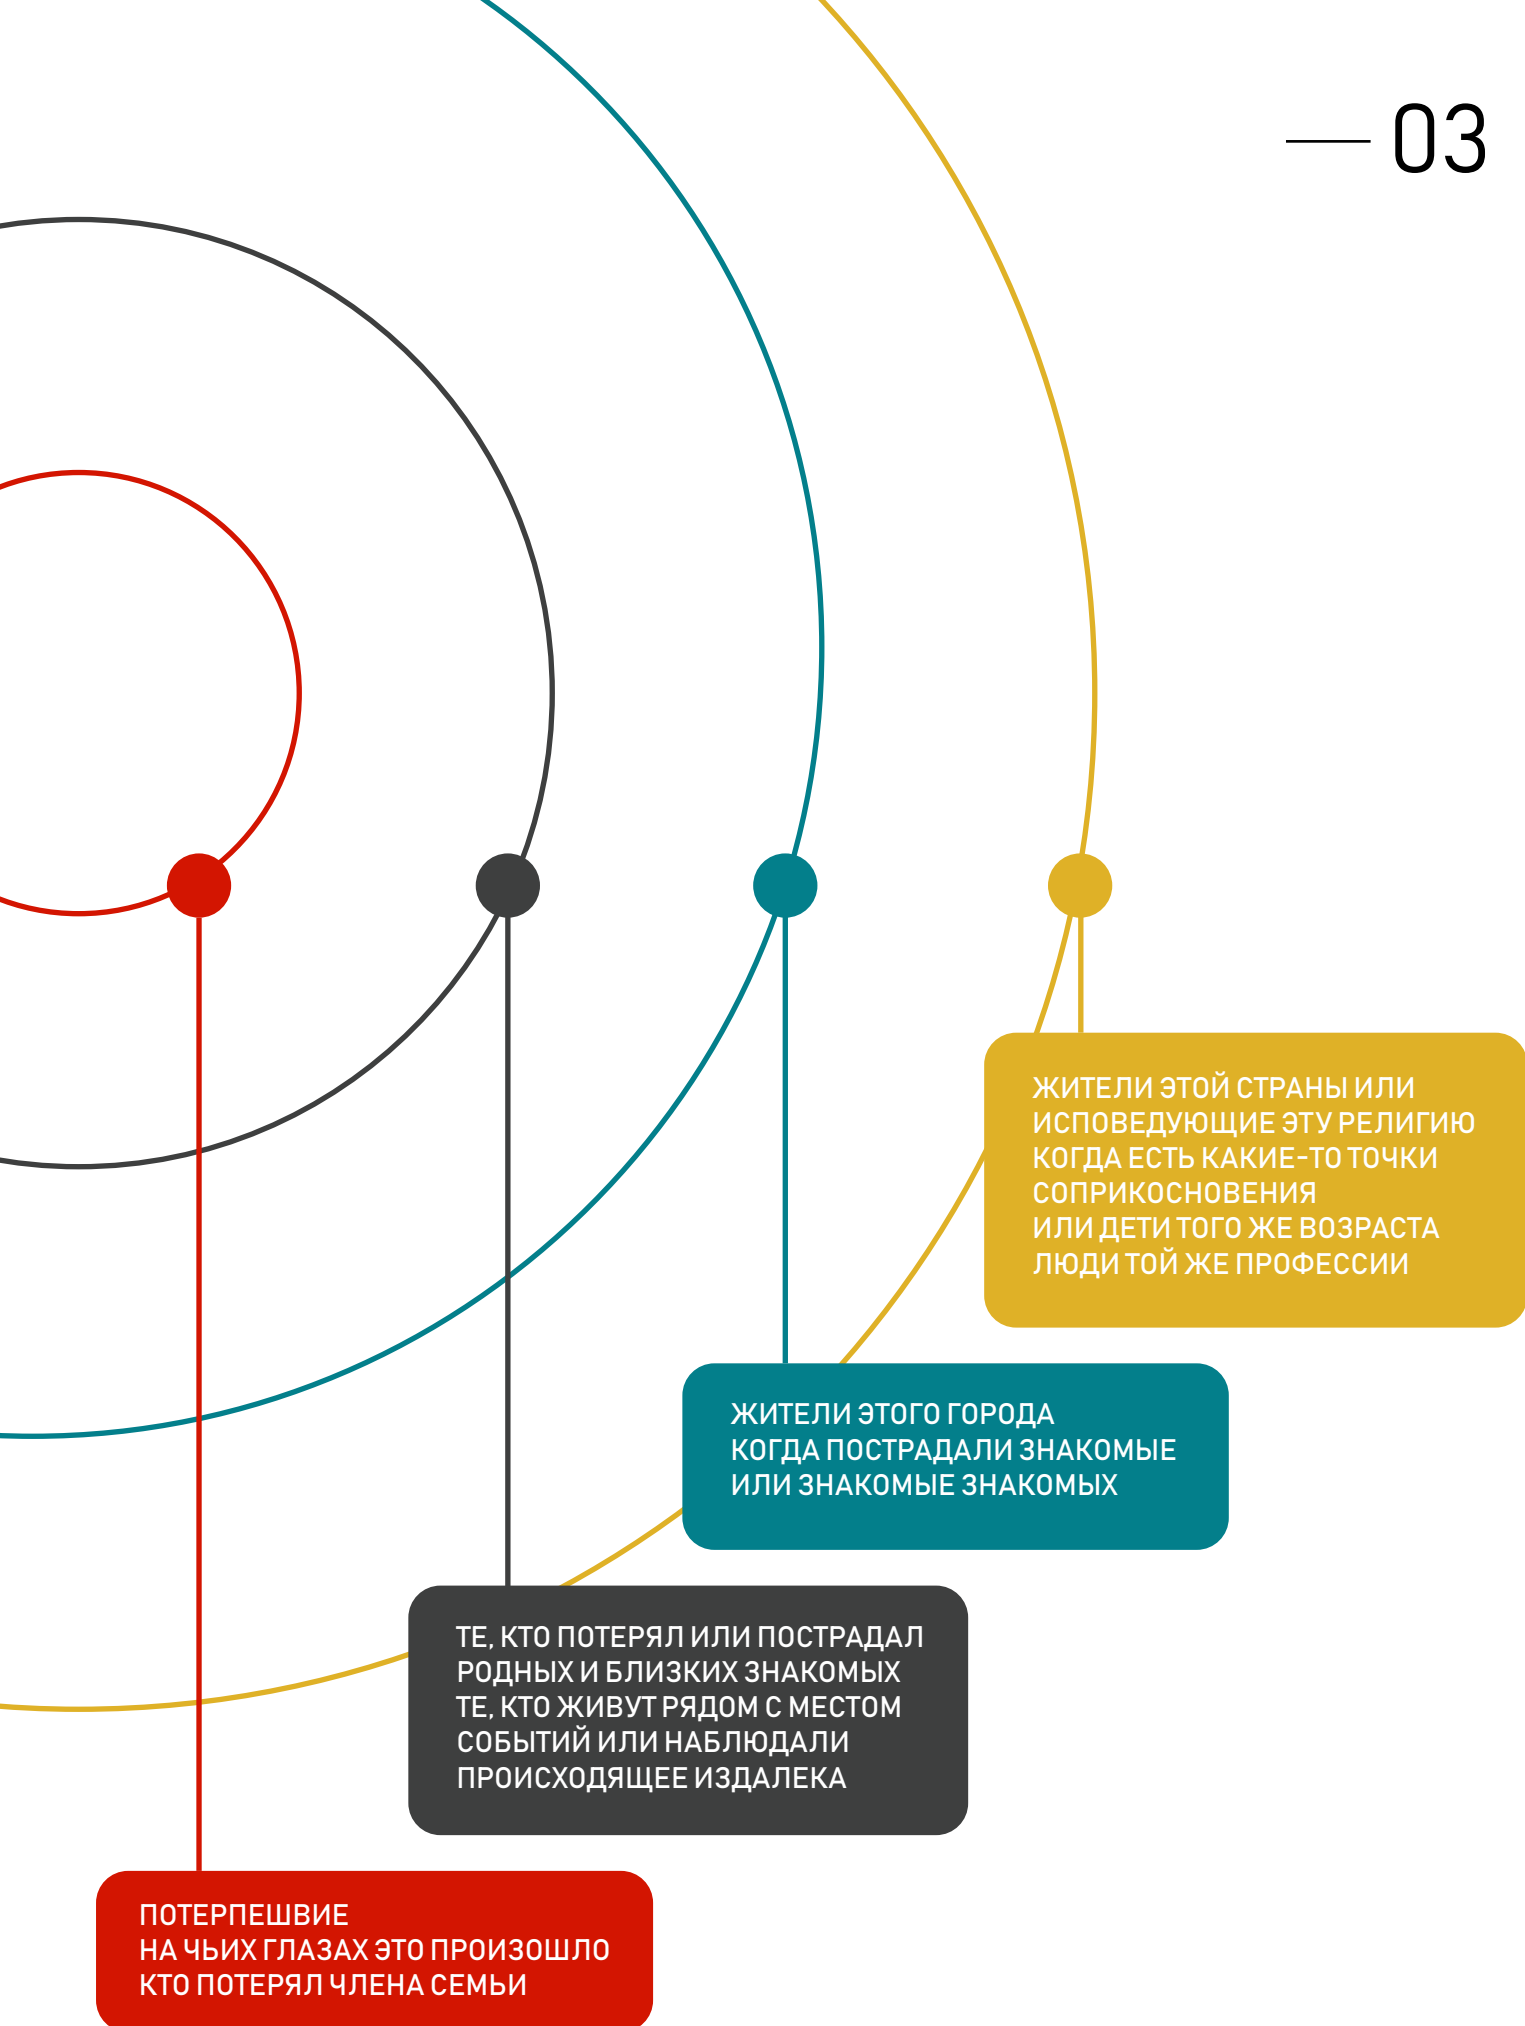 — 03
ЖИТЕЛИ ЭТОЙ СТРАНЫ ИЛИ
ИСПОВЕДУЮЩИЕ ЭТУ РЕЛИГИЮ
КОГДА ЕСТЬ КАКИЕ-ТО ТОЧКИ
СОПРИКОСНОВЕНИЯ
ИЛИ ДЕТИ ТОГО ЖЕ ВОЗРАСТА
ЛЮДИ ТОЙ ЖЕ ПРОФЕССИИ
ЖИТЕЛИ ЭТОГО ГОРОДА
КОГДА ПОСТРАДАЛИ ЗНАКОМЫЕ
ИЛИ ЗНАКОМЫЕ ЗНАКОМЫХ
ТЕ, КТО ПОТЕРЯЛ ИЛИ ПОСТРАДАЛ
РОДНЫХ И БЛИЗКИХ ЗНАКОМЫХ
ТЕ, КТО ЖИВУТ РЯДОМ С МЕСТОМ
СОБЫТИЙ ИЛИ НАБЛЮДАЛИ
ПРОИСХОДЯЩЕЕ ИЗДАЛЕКА
ПОТЕРПЕШВИЕ
НА ЧЬИХ ГЛАЗАХ ЭТО ПРОИЗОШЛО
КТО ПОТЕРЯЛ ЧЛЕНА СЕМЬИ